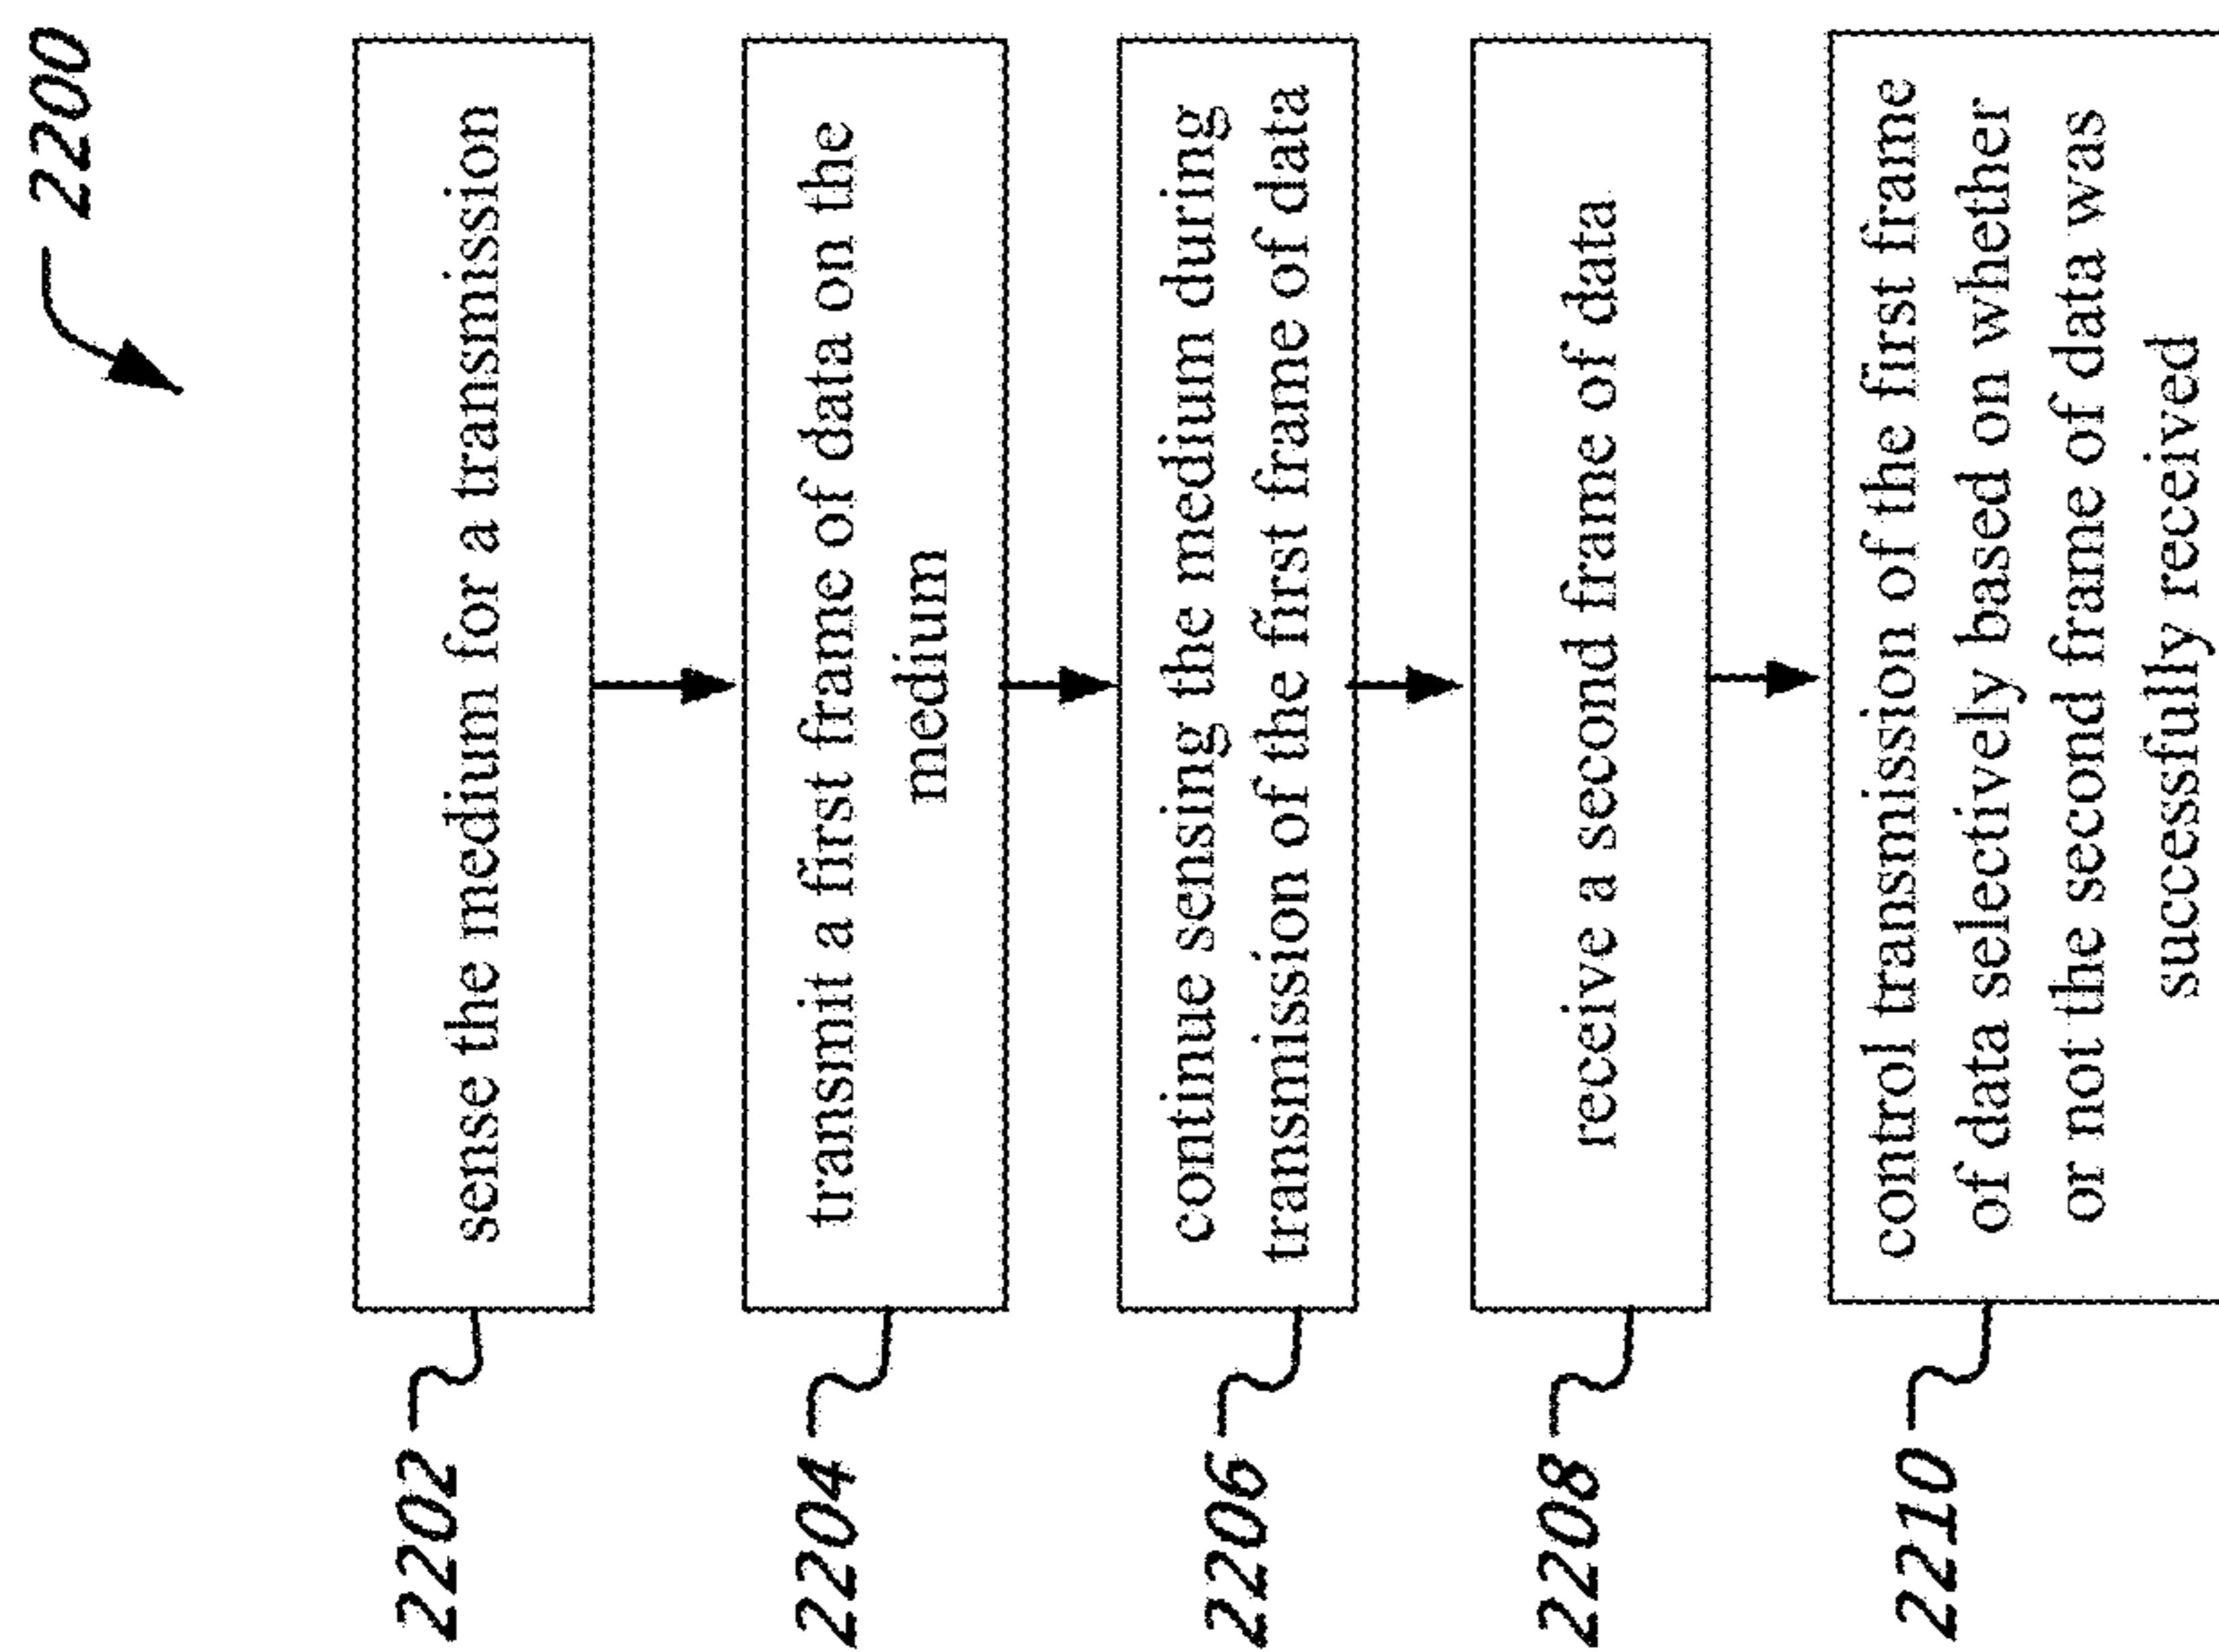 2200
2202
sense the medium for a transmission
2204
transmit a first frame of data on the
medium
2206
continue sensing the medium during
transmission of the first frame of data
2208
receive a second frame of data
2210
control transmission of the first frame
of data selectively based on whether
or not the second frame of data was
successfully received